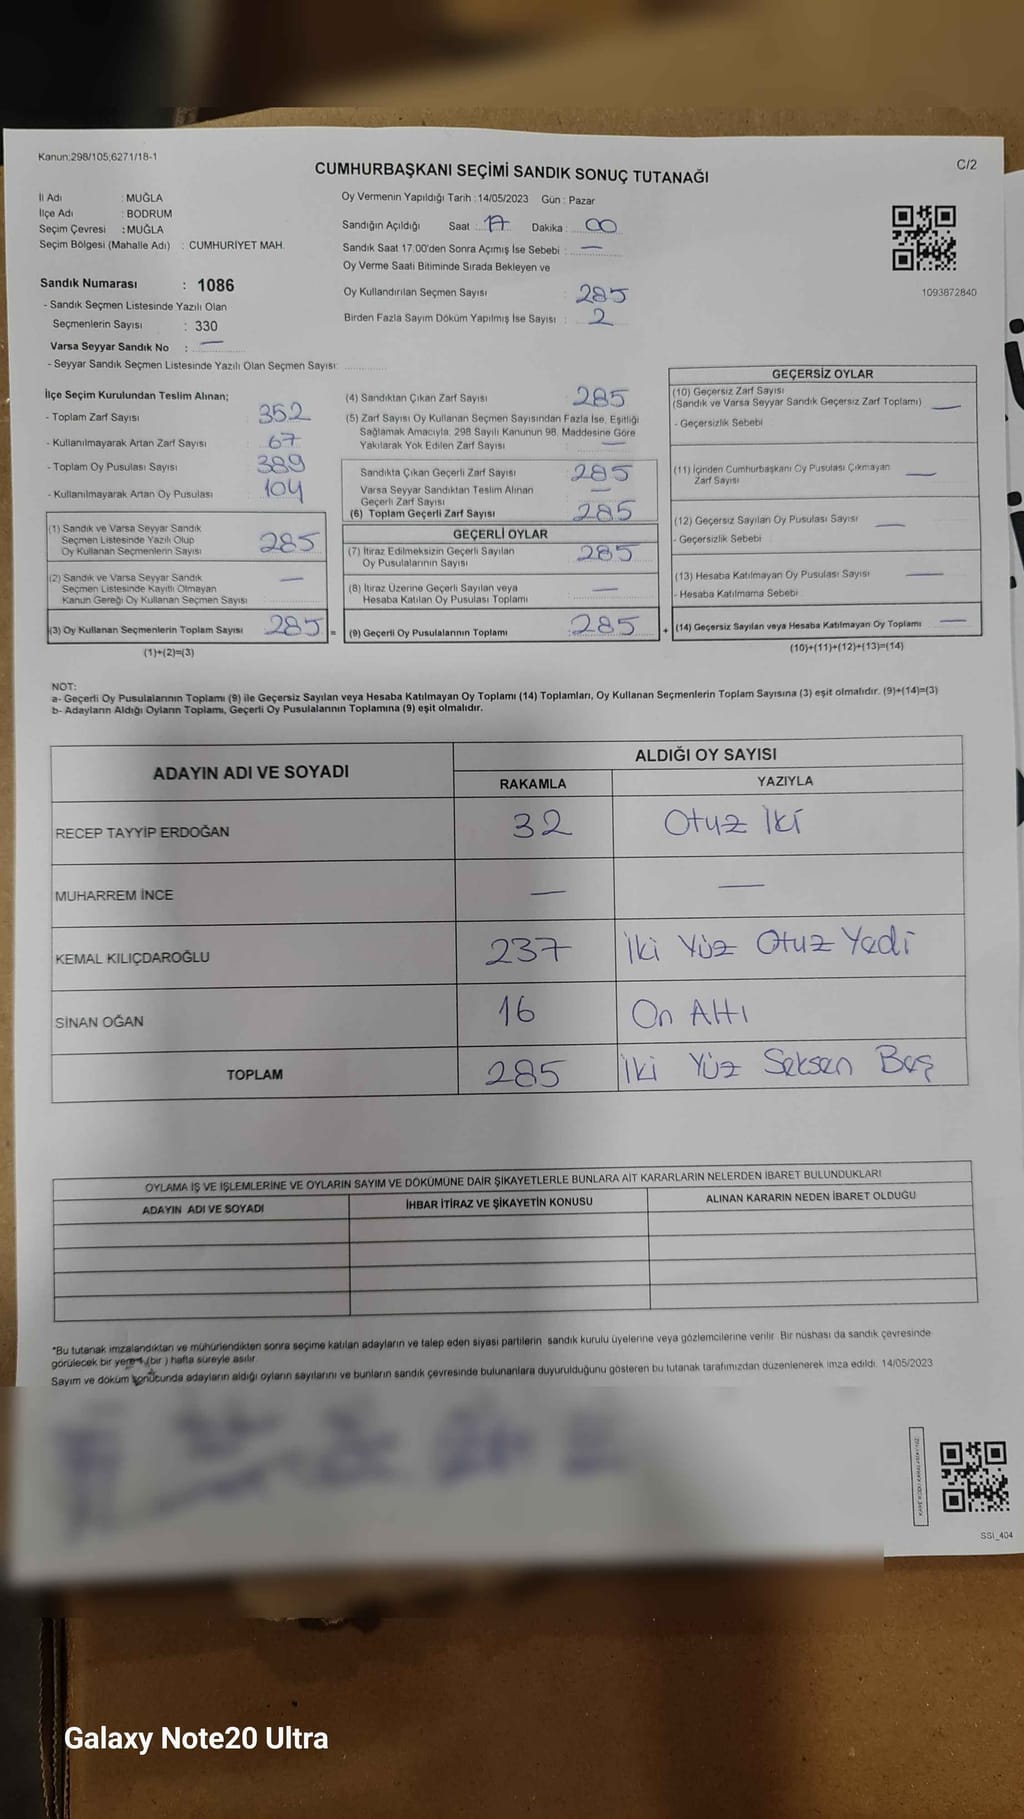 Kanun:298/105;6271/18-1
C/2
CUMHURBAŞKANI SEÇİMİ SANDIK SONUÇ TUTANAĞI
İl Adı : MUĞLA
İlçe Adı : BODRUM
Seçim Çevresi : MUĞLA
Seçim Bölgesi (Mahalle Adı) : CUMHURİYET MAH.
Sandık Numarası : 1086
- Sandık Seçmen Listesinde Yazılı Olan
Seçmenlerin Sayısı : 330
Varsa Seyyar Sandık No : —
- Seyyar Sandık Seçmen Listesinde Yazılı Olan Seçmen Sayısı:
Oy Vermenin Yapıldığı Tarih : 14/05/2023 Gün : Pazar
Sandığın Açıldığı Saat : 17 Dakika : 00
Sandık Saat 17.00'den Sonra Açımış İse Sebebi : —
Oy Verme Saati Bitiminde Sırada Bekleyen ve
Oy Kullandırılan Seçmen Sayısı : 285
Birden Fazla Sayım Döküm Yapılmış İse Sayısı : 2
1093872840
İlçe Seçim Kurulundan Teslim Alınan;
- Toplam Zarf Sayısı : 352
- Kullanılmayarak Artan Zarf Sayısı : 67
- Toplam Oy Pusulası Sayısı : 389
- Kullanılmayarak Artan Oy Pusulası : 104
(1) Sandık ve Varsa Seyyar Sandık
Seçmen Listesinde Yazılı Olup
Oy Kullanan Seçmenlerin Sayısı : 285
(2) Sandık ve Varsa Seyyar Sandık
Seçmen Listesinde Kayıtlı Olmayan
Kanun Gereği Oy Kullanan Seçmen Sayısı —
(3) Oy Kullanan Seçmenlerin Toplam Sayısı 285 =
(1)+(2)=(3)
(4) Sandıktan Çıkan Zarf Sayısı : 285
(5) Zarf Sayısı Oy Kullanan Seçmen Sayısından Fazla İse, Eşitliği
Sağlamak Amacıyla, 298 Sayılı Kanunun 98. Maddesine Göre
Yakılarak Yok Edilen Zarf Sayısı : —
Sandıkta Çıkan Geçerli Zarf Sayısı : 285
Varsa Seyyar Sandıktan Teslim Alınan
Geçerli Zarf Sayısı —
(6) Toplam Geçerli Zarf Sayısı : 285
GEÇERLİ OYLAR
(7) İtiraz Edilmeksizin Geçerli Sayılan
Oy Pusulalarının Sayısı : 285
(8) İtiraz Üzerine Geçerli Sayılan veya
Hesaba Katılan Oy Pusulası Toplamı : —
(9) Geçerli Oy Pusulalarının Toplamı : 285 +
GEÇERSİZ OYLAR
(10) Geçersiz Zarf Sayısı
(Sandık ve Varsa Seyyar Sandık Geçersiz Zarf Toplamı) —
- Geçersizlik Sebebi
(11) İçinden Cumhurbaşkanı Oy Pusulası Çıkmayan
Zarf Sayısı —
(12) Geçersiz Sayılan Oy Pusulası Sayısı —
- Geçersizlik Sebebi
(13) Hesaba Katılmayan Oy Pusulası Sayısı —
- Hesaba Katılmama Sebebi
(14) Geçersiz Sayılan veya Hesaba Katılmayan Oy Toplamı —
(10)+(11)+(12)+(13)=(14)
NOT:
a- Geçerli Oy Pusulalarının Toplamı (9) ile Geçersiz Sayılan veya Hesaba Katılmayan Oy Toplamı (14) Toplamları, Oy Kullanan Seçmenlerin Toplam Sayısına (3) eşit olmalıdır. (9)+(14)=(3)
b- Adayların Aldığı Oyların Toplamı, Geçerli Oy Pusulalarının Toplamına (9) eşit olmalıdır.
ADAYIN ADI VE SOYADI
ALDIĞI OY SAYISI
RAKAMLA YAZIYLA
RECEP TAYYİP ERDOĞAN 32 Otuz İki
MUHARREM İNCE — —
KEMAL KILIÇDAROĞLU 237 İki Yüz Otuz Yedi
SİNAN OĞAN 16 On Altı
TOPLAM 285 İki Yüz Seksen Beş
OYLAMA İŞ VE İŞLEMLERİNE VE OYLARIN SAYIM VE DÖKÜMÜNE DAİR ŞİKAYETLERLE BUNLARA AİT KARARLARIN NELERDEN İBARET BULUNDUKLARI
ADAYIN ADI VE SOYADI İHBAR İTİRAZ VE ŞİKAYETİN KONUSU ALINAN KARARIN NEDEN İBARET OLDUĞU
*Bu tutanak imzalandıktan ve mühürlendikten sonra seçime katılan adayların ve talep eden siyasi partilerin sandık kurulu üyelerine veya gözlemcilerine verilir. Bir nüshası da sandık çevresinde
görülecek bir yere 1 (bir ) hafta süreyle asılır.
Sayım ve döküm sonucunda adayların aldığı oyların sayılarını ve bunların sandık çevresinde bulunanlara duyurulduğunu gösteren bu tutanak tarafımızdan düzenlenerek imza edildi. 14/05/2023
SSI_404
Galaxy Note20 Ultra